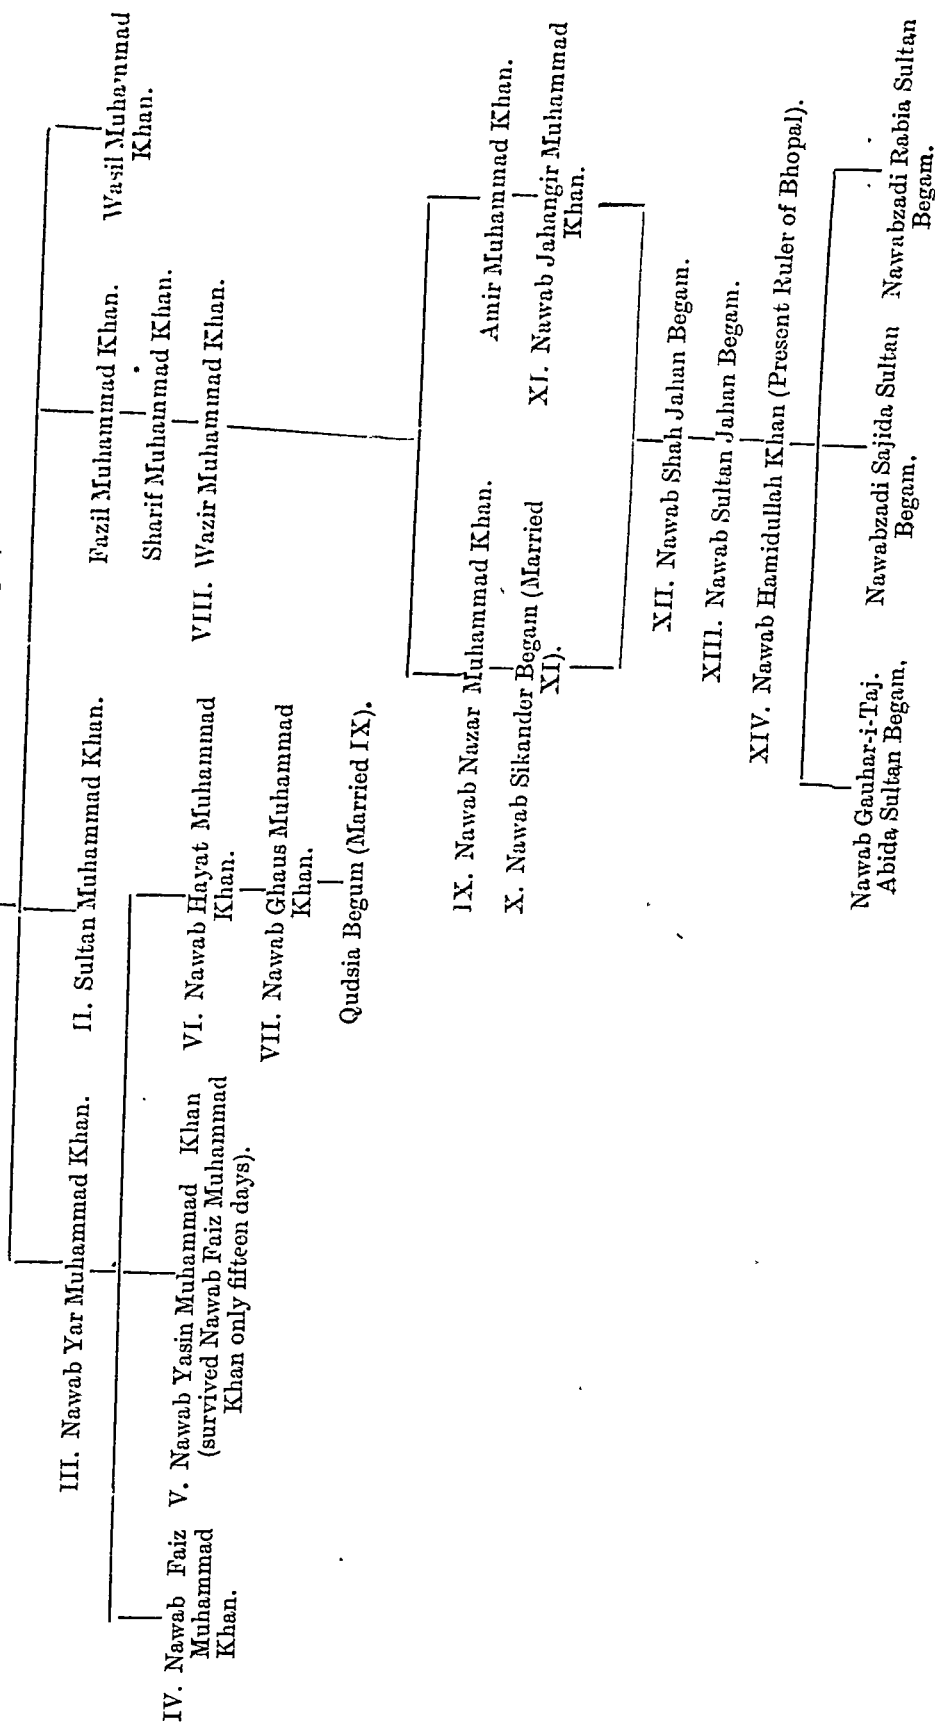 III. Nawab Yar Muhammad Khan.
II. Sultan Muhammad Khan.
Fazil Muhammad Khan.
Wasil Muhammad
Khan.
Sharif Muhammad Khan.
VIII. Wazir Muhammad Khan.
IV. Nawab Faiz
Muhammad
Khan.
V. Nawab Yasin Muhammad Khan
(survived Nawab Faiz Muhammad
Khan only fifteen days).
VI. Nawab Hayat Muhammad
Khan.
VII. Nawab Ghaus Muhammad
Khan.
Qudsia Begum (Married IX).
IX. Nawab Nazar Muhammad Khan.
Amir Muhammad Khan.
X. Nawab Sikander Begam (Married
XI).
XI. Nawab Jahangir Muhammad
Khan.
XII. Nawab Shah Jahan Begam.
XIII. Nawab Sultan Jahan Begam.
XIV. Nawab Hamidullah Khan (Present Ruler of Bhopal).
Nawab Gauhar-i-Taj.
Abida Sultan Begam.
Nawabzadi Sajida Sultan
Begam.
Nawabzadi Rabia Sultan
Begam.